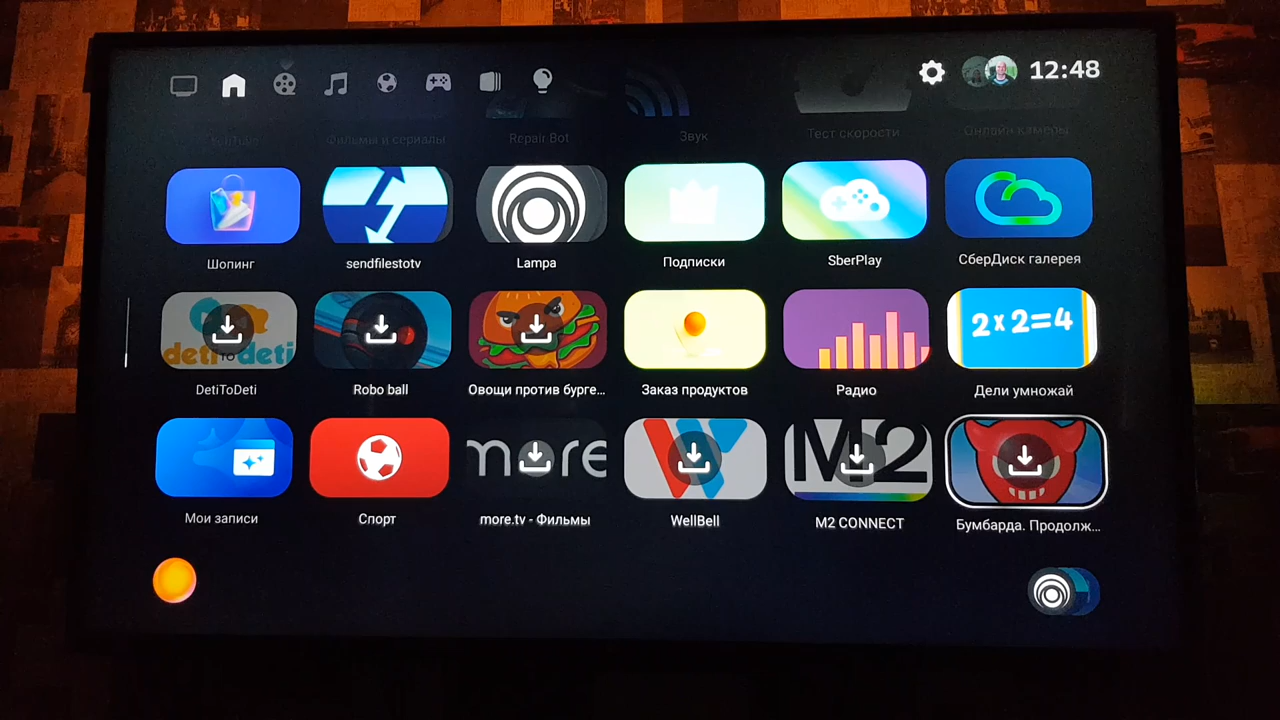 12:48
Фильмы и сериалы
Repair Bot
Звук
Тест скорости
Онлайн камеры
Шопинг
sendfilestotv
Lampa
Подписки
SberPlay
СберДиск галерея
deti TO deti
2x2=4
DetiToDeti
Robo ball
Овощи против бурге...
Заказ продуктов
Радио
Дели умножай
more
M2
Мои записи
Спорт
more.tv - Фильмы
WellBell
M2 CONNECT
Бумбарда. Продолж...